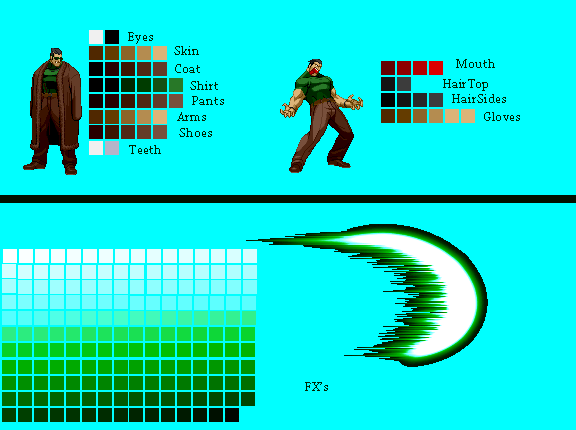 Eyes
Skin
Coat
Shirt
Pants
Arms
Shoes
Teeth
Mouth
HairTop
HairSides
Gloves
FX's